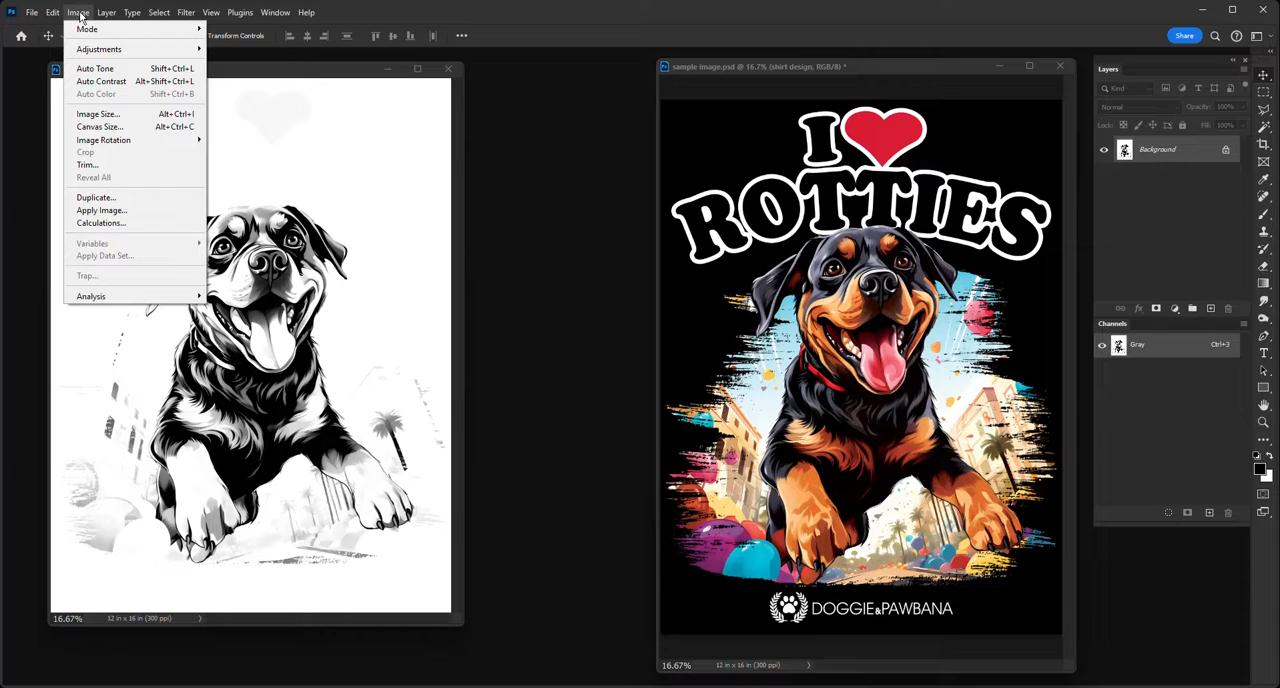 File Edit Image Layer Type Select Filter View Plugins Window Help
Transform Controls
Share
Mode
Adjustments
Auto Tone Shift+Ctrl+L
Auto Contrast Alt+Shift+Ctrl+L
Auto Color Shift+Ctrl+B
Image Size... Alt+Ctrl+I
Canvas Size... Alt+Ctrl+C
Image Rotation
Crop
Trim...
Reveal All
Duplicate...
Apply Image...
Calculations...
Variables
Apply Data Set...
Trap...
Analysis
16.67% 12 in x 16 in (300 ppi)
sample image.psd @ 16.7% (shirt design, RGB/8) *
I
ROTTIES
DOGGIE&PAWBANA
16.67% 12 in x 16 in (300 ppi)
Layers
Kind
Normal Opacity: 100%
Lock: Fill: 100%
Background
Channels
Gray Ctrl+3